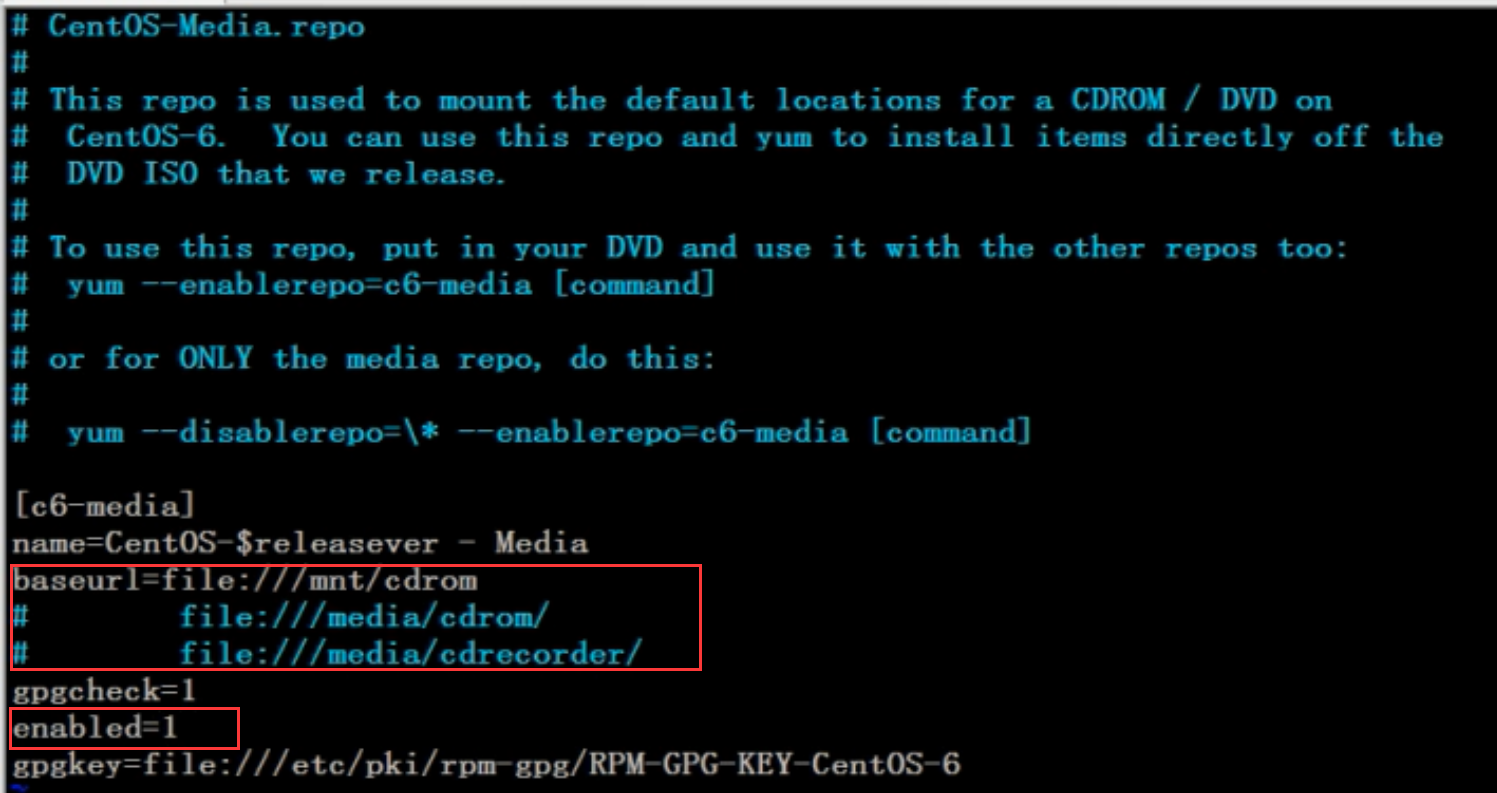 # CentOS-Media.repo
#
# This repo is used to mount the default locations for a CDROM / DVD on
#  CentOS-6.  You can use this repo and yum to install items directly off the
#  DVD ISO that we release.
#
# To use this repo, put in your DVD and use it with the other repos too:
#  yum --enablerepo=c6-media [command]
#
# or for ONLY the media repo, do this:
#
#  yum --disablerepo=\* --enablerepo=c6-media [command]

[c6-media]
name=CentOS-$releasever - Media
baseurl=file:///mnt/cdrom
#        file:///media/cdrom/
#        file:///media/cdrecorder/
gpgcheck=1
enabled=1
gpgkey=file:///etc/pki/rpm-gpg/RPM-GPG-KEY-CentOS-6
~